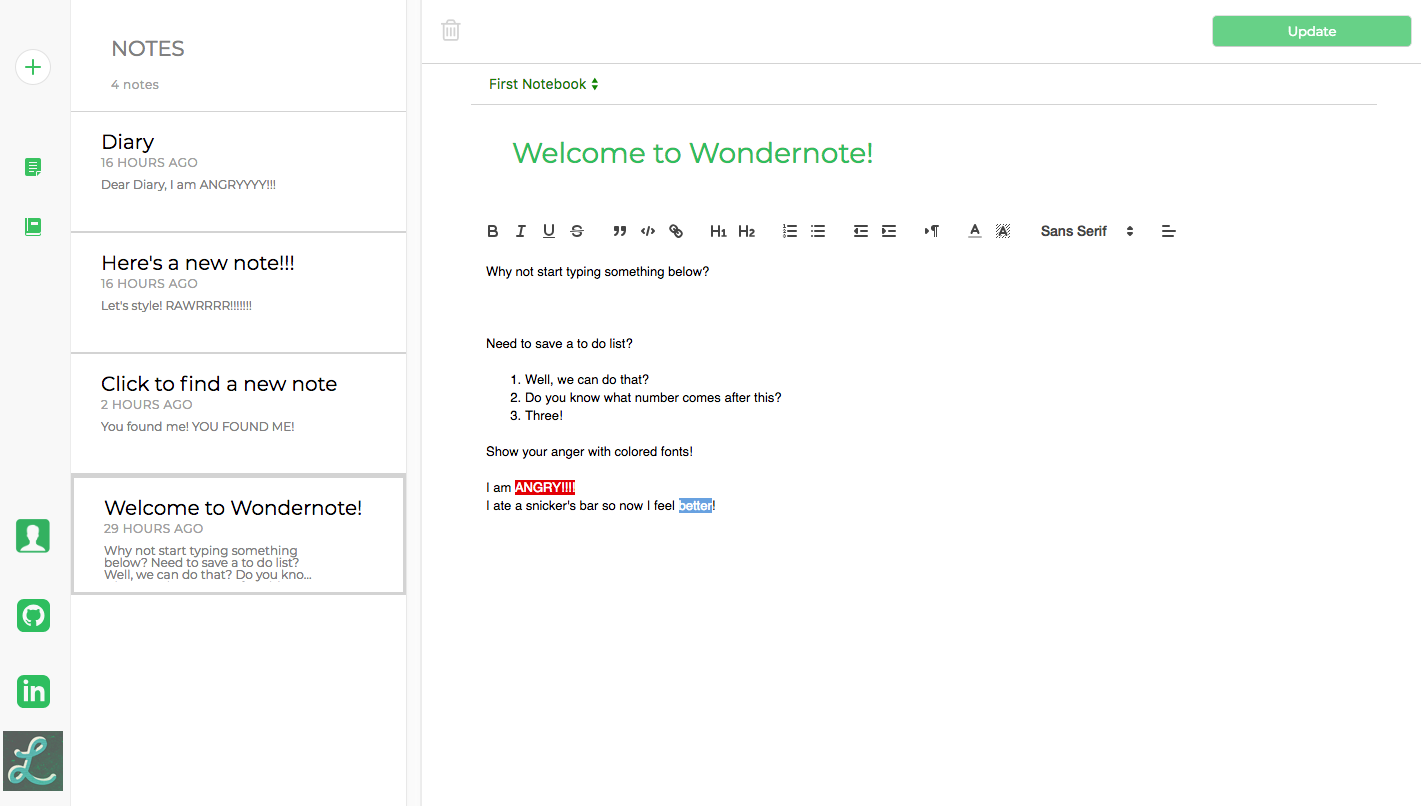 NOTES
4 notes
Diary
16 HOURS AGO
Dear Diary, I am ANGRYYYY!!!
Here's a new note!!!
16 HOURS AGO
Let's style! RAWRRRR!!!!!!!
Click to find a new note
2 HOURS AGO
You found me! YOU FOUND ME!
Welcome to Wondernote!
29 HOURS AGO
Why not start typing something
below? Need to save a to do list?
Well, we can do that? Do you kno...
in
L
Update
First Notebook
Welcome to Wondernote!
B I U S H1 H2 A A Sans Serif
Why not start typing something below?
Need to save a to do list?
1. Well, we can do that?
2. Do you know what number comes after this?
3. Three!
Show your anger with colored fonts!
I am ANGRY!!!!
I ate a snicker's bar so now I feel better!